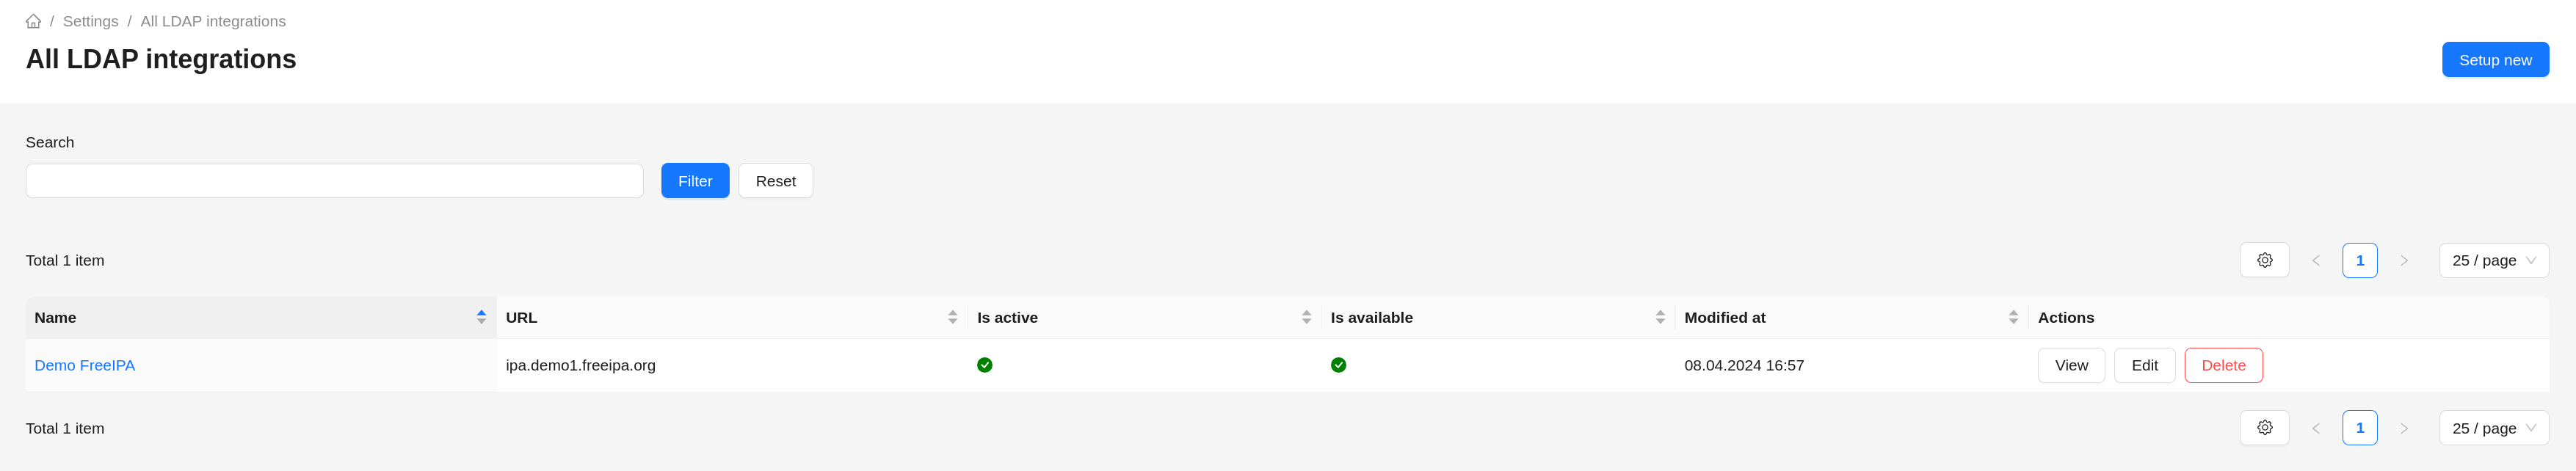 / Settings / All LDAP integrations
All LDAP integrations
Setup new
Search
Filter Reset
Total 1 item
1
25 / page
Name URL Is active Is available Modified at Actions
Demo FreeIPA ipa.demo1.freeipa.org 08.04.2024 16:57 View Edit Delete
Total 1 item
1
25 / page